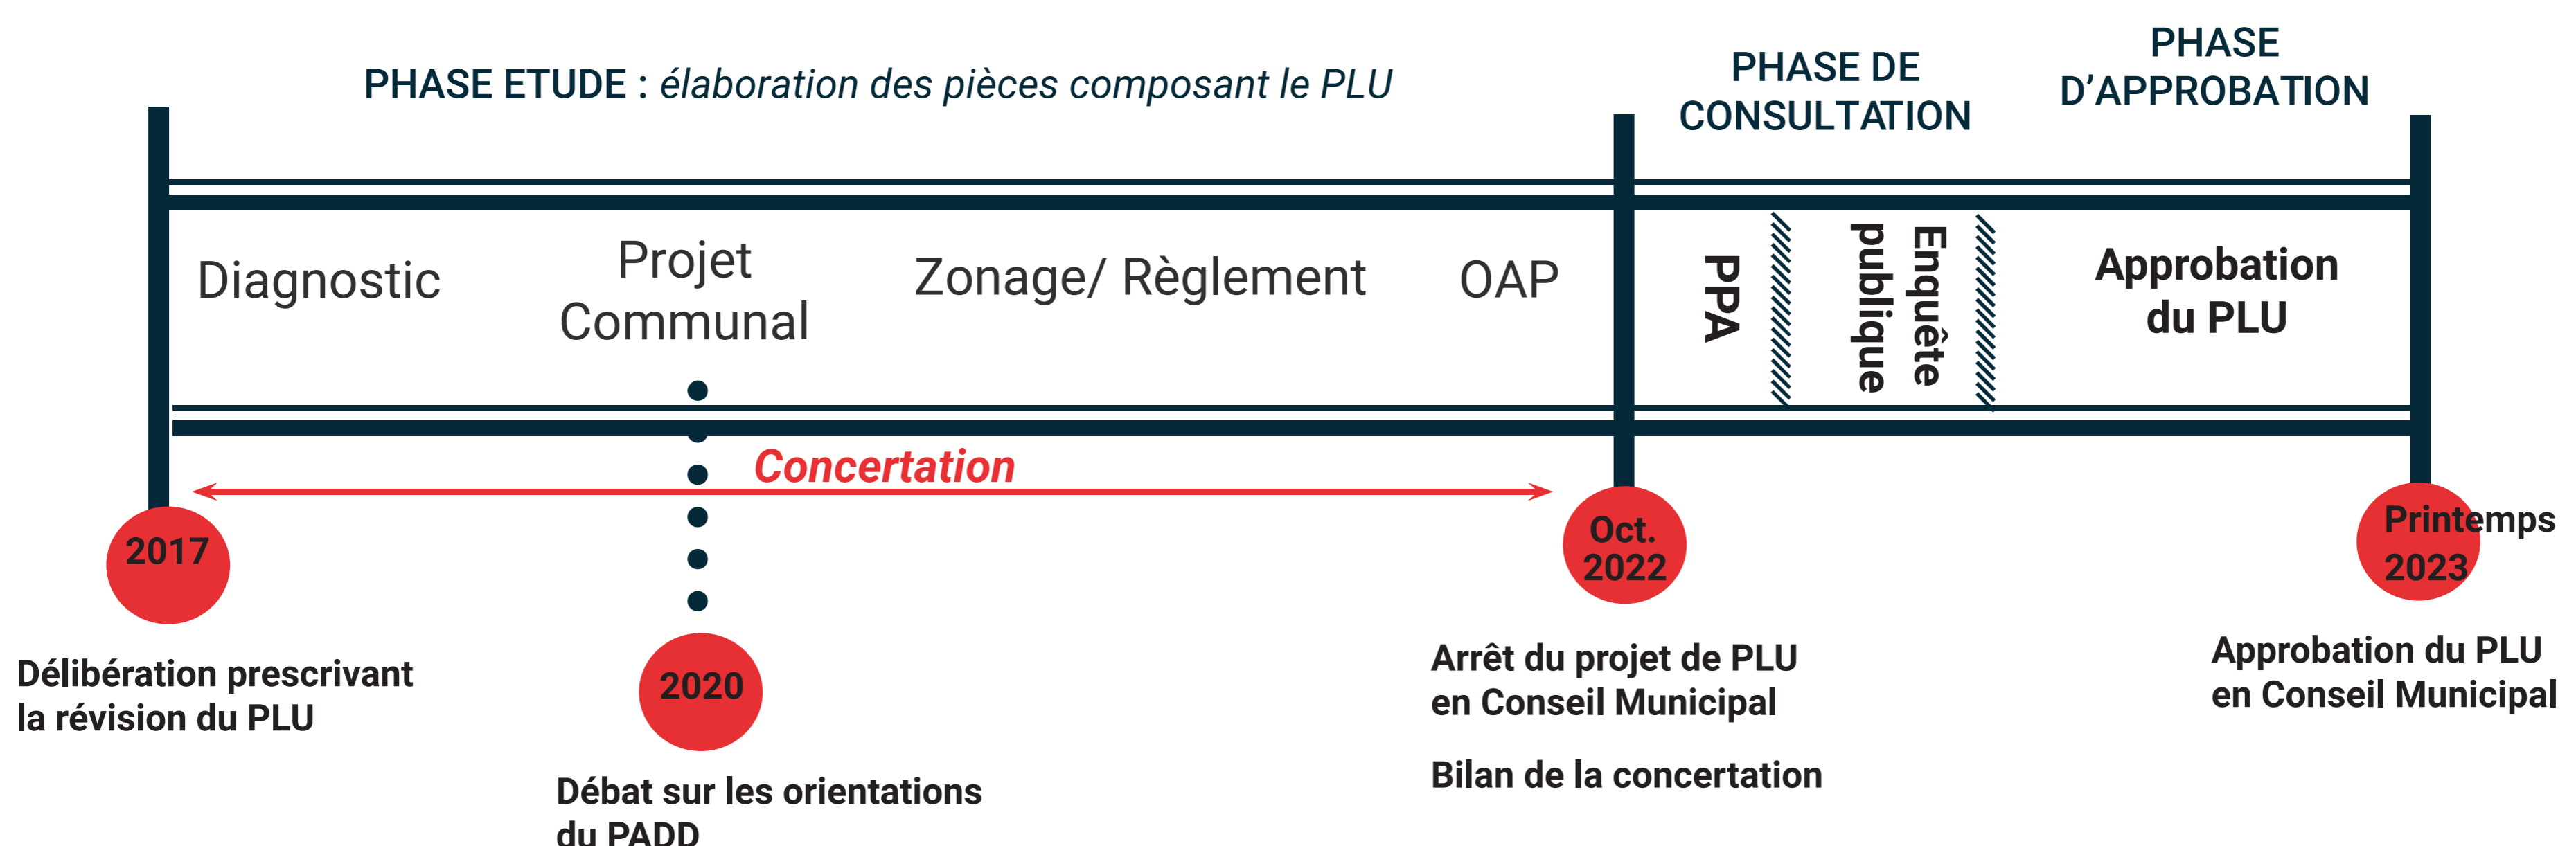 PHASE ETUDE : élaboration des pièces composant le PLU
PHASE DE
CONSULTATION
PHASE
D’APPROBATION
Diagnostic
Projet
Communal
Zonage/ Règlement
OAP
PPA
Enquête
publique
Approbation
du PLU
Concertation
2017
Délibération prescrivant
la révision du PLU
2020
Débat sur les orientations
du PADD
Oct.
2022
Arrêt du projet de PLU
en Conseil Municipal
Bilan de la concertation
Printemps
2023
Approbation du PLU
en Conseil Municipal